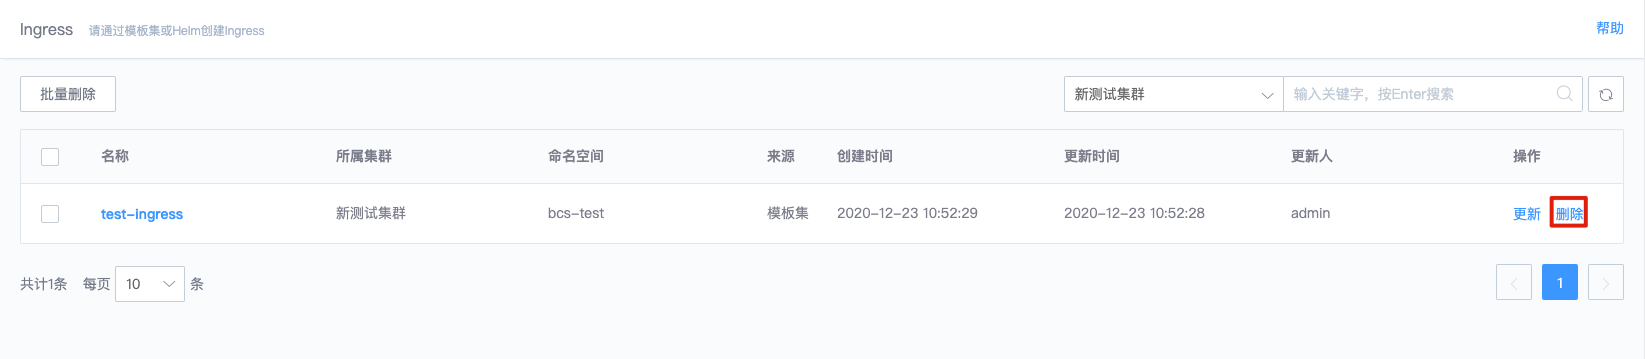 Ingress 请通过模板集或Helm创建Ingress 帮助
批量删除 新测试集群 输入关键字，按Enter搜索
名称 所属集群 命名空间 来源 创建时间 更新时间 更新人 操作
test-ingress 新测试集群 bcs-test 模板集 2020-12-23 10:52:29 2020-12-23 10:52:28 admin 更新 删除
共计1条 每页 10 条 1